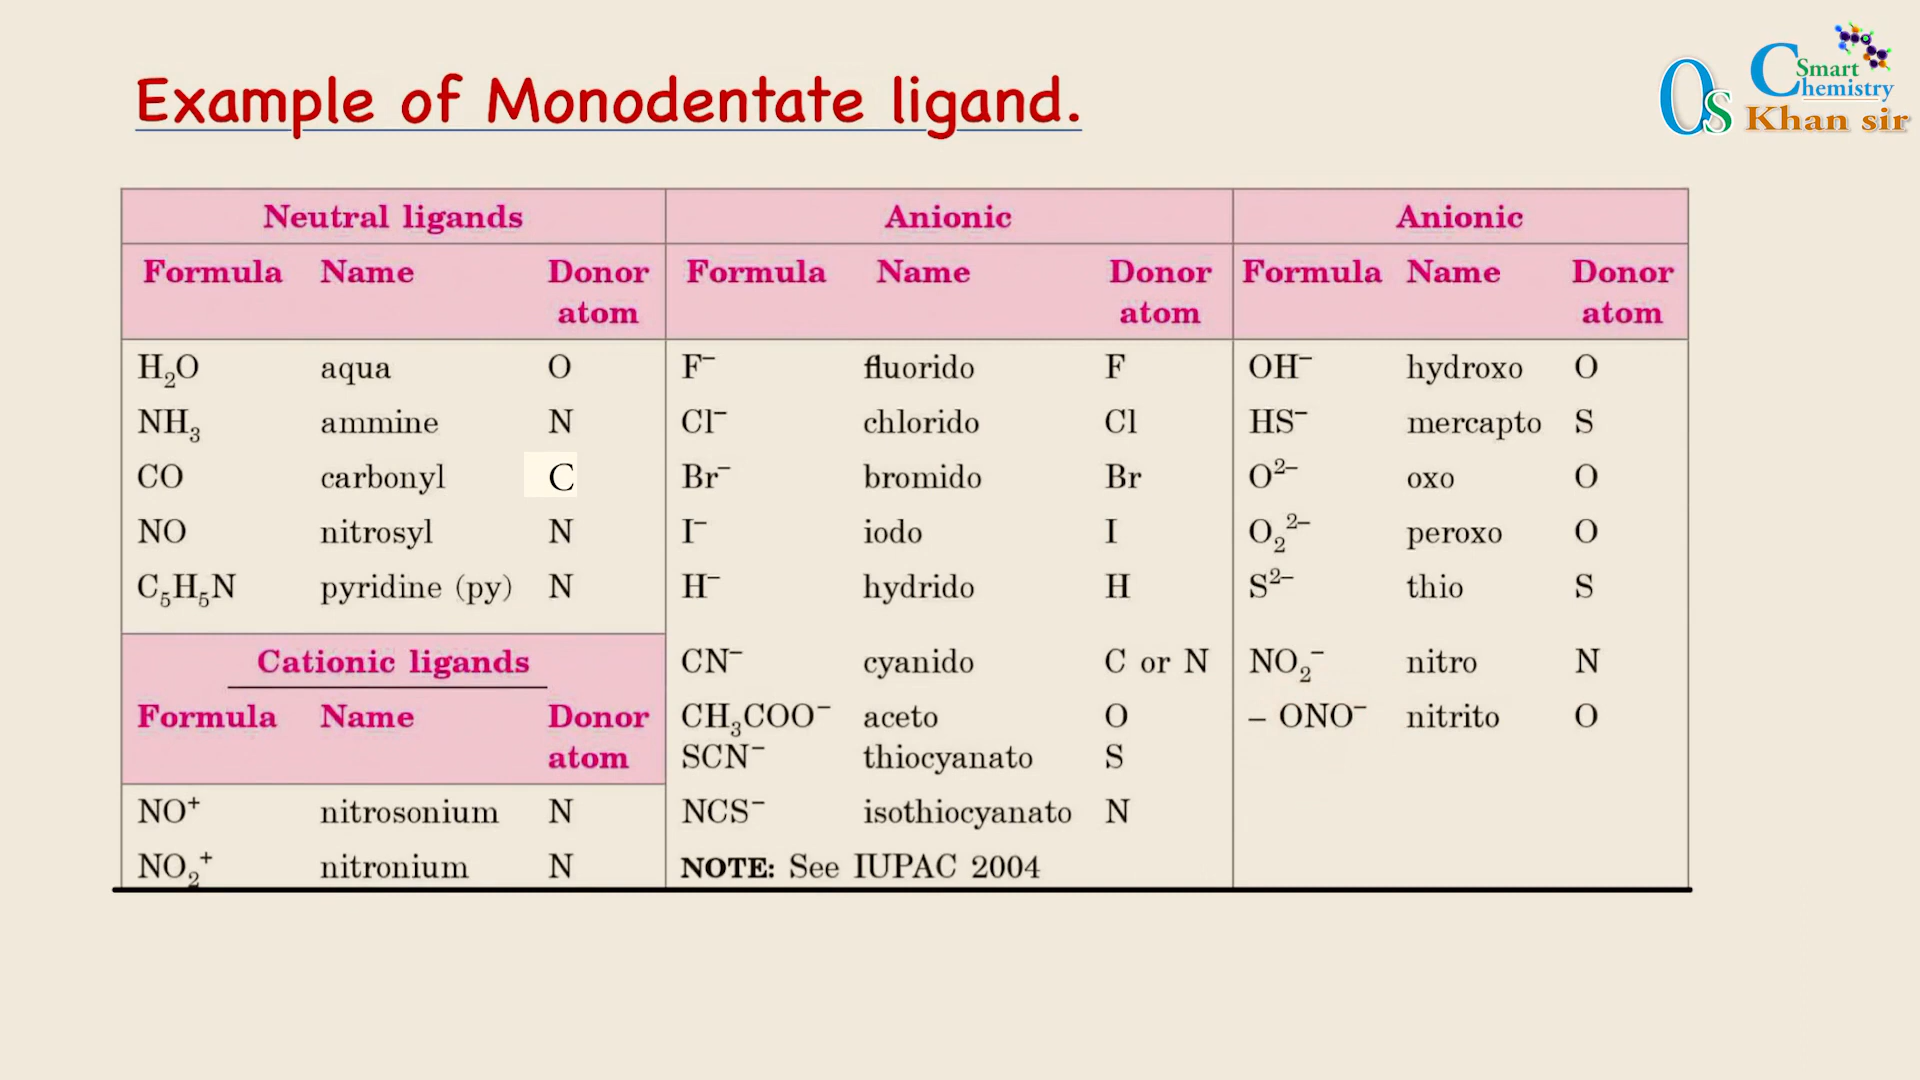 Example of Monodentate ligand.
Os
Smart
Chemistry
Khan sir
Neutral ligands
Formula Name Donor atom
H₂O aqua O
NH₃ ammine N
CO carbonyl C
NO nitrosyl N
C₅H₅N pyridine (py) N
Cationic ligands
Formula Name Donor atom
NO⁺ nitrosonium N
NO₂⁺ nitronium N
Anionic
Formula Name Donor atom
F⁻ fluorido F
Cl⁻ chlorido Cl
Br⁻ bromido Br
I⁻ iodo I
H⁻ hydrido H
CN⁻ cyanido C or N
CH₃COO⁻ aceto O
SCN⁻ thiocyanato S
NCS⁻ isothiocyanato N
NOTE: See IUPAC 2004
Anionic
Formula Name Donor atom
OH⁻ hydroxo O
HS⁻ mercapto S
O²⁻ oxo O
O₂²⁻ peroxo O
S²⁻ thio S
NO₂⁻ nitro N
– ONO⁻ nitrito O